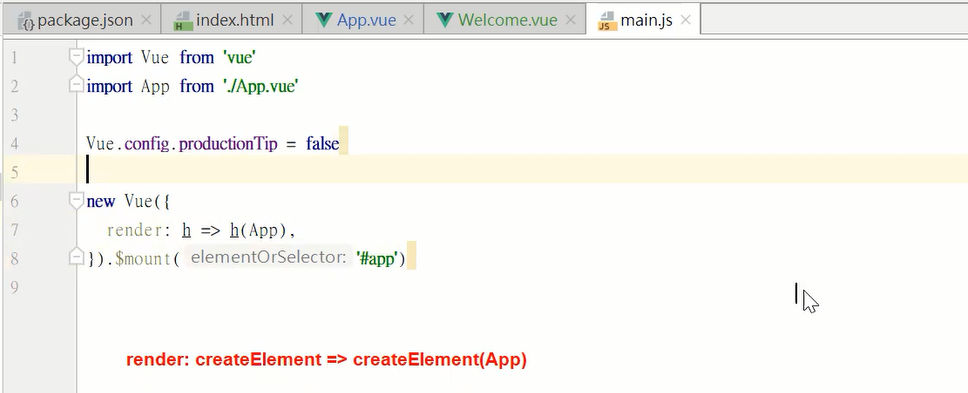 package.json index.html App.vue Welcome.vue main.js
1 import Vue from 'vue'
2 import App from './App.vue'
3
4 Vue.config.productionTip = false
5
6 new Vue({
7 render: h => h(App),
8 }).$mount( elementOrSelector: '#app')
9
render: createElement => createElement(App)